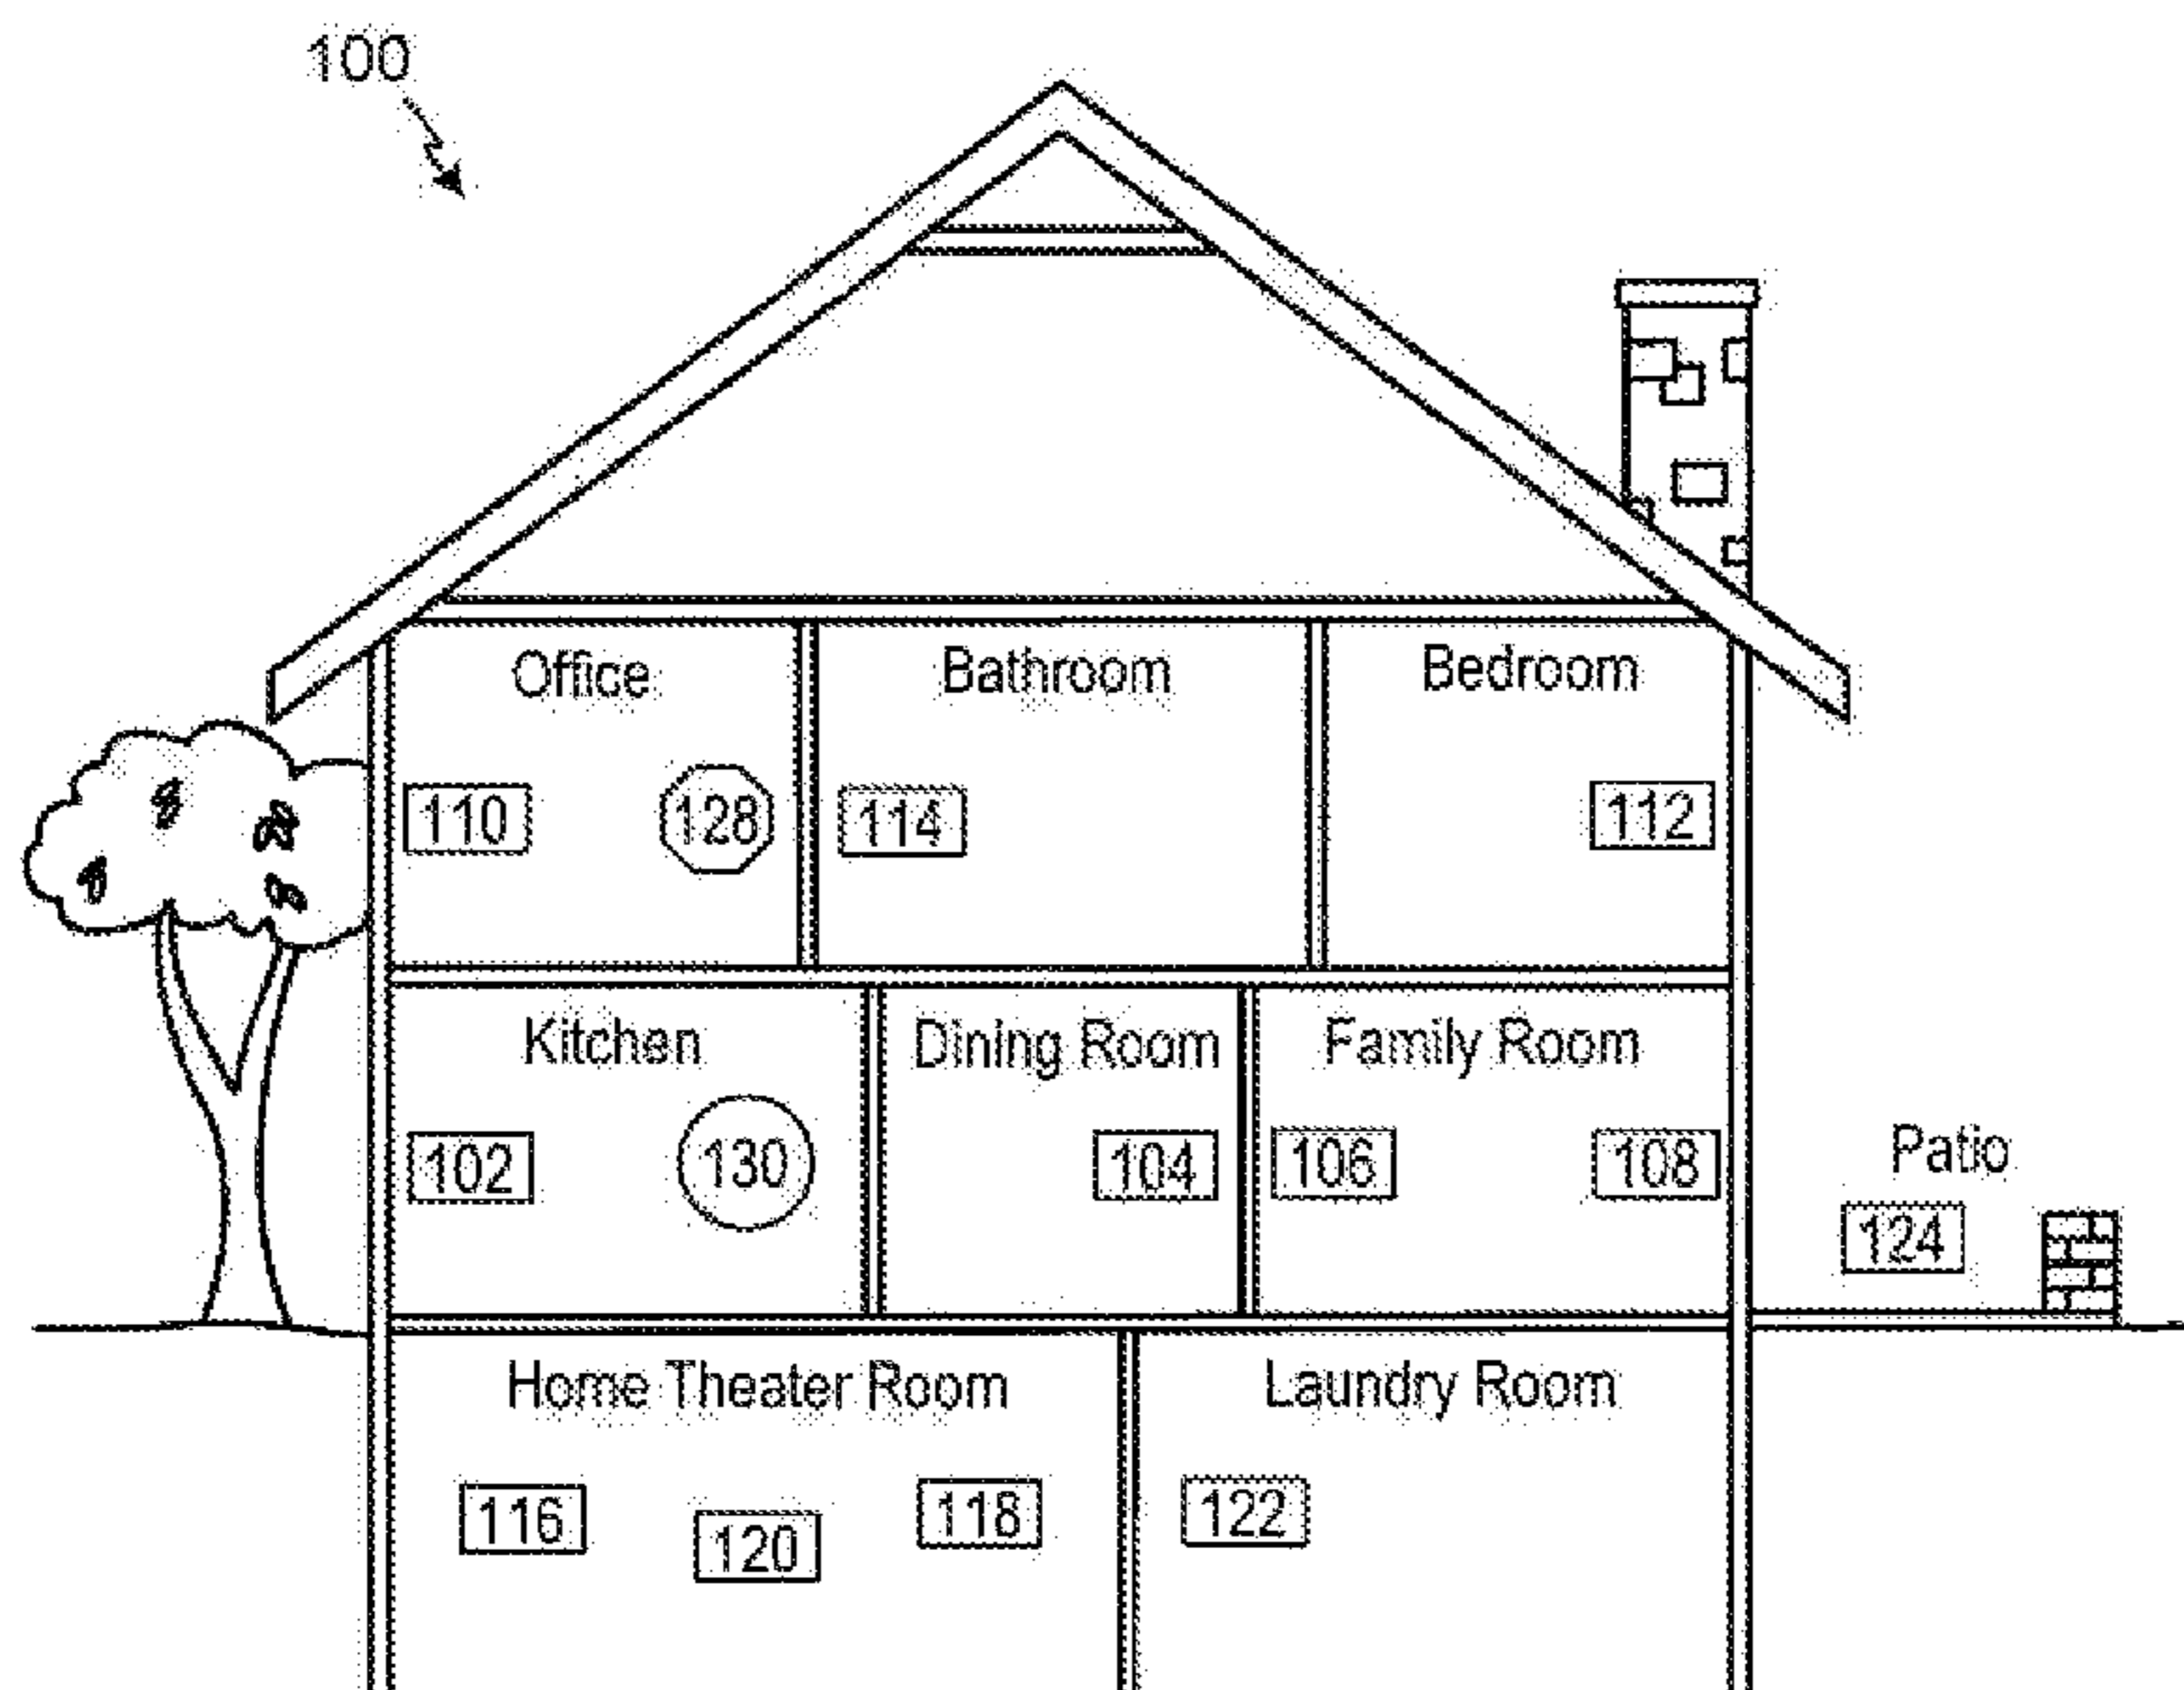 100
Office Bathroom Bedroom
110 128 114 112
Kitchen Dining Room Family Room
102 130 104 106 108
Patio
124
Home Theater Room Laundry Room
116 120 118 122